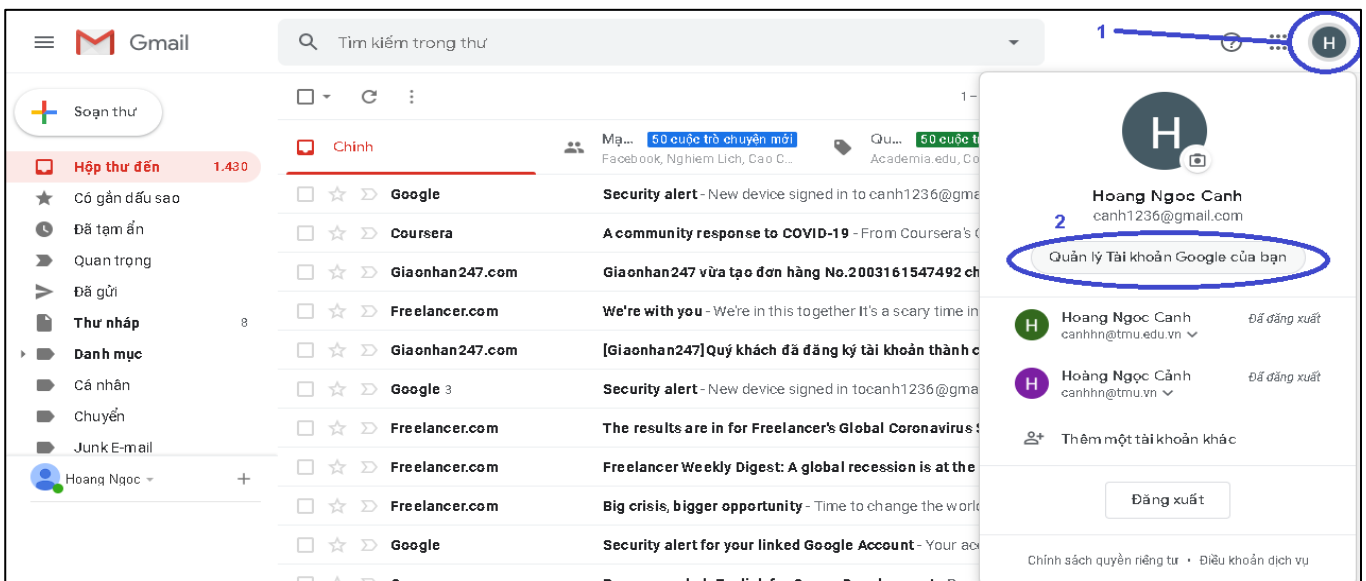 Gmail
Tìm kiếm trong thư
1
H
Soạn thư
1 –
Chính
Mạ... 50 cuộc trò chuyện mới
Facebook, Nghiem Lich, Cao C...
Qu... 50 cuộc
Academia.edu, Co
Hộp thư đến 1.430
Có gắn dấu sao
Đã tạm ẩn
Quan trọng
Đã gửi
Thư nháp 8
Danh mục
Cá nhân
Chuyển
Junk E-mail
Hoang Ngoc
Google Security alert - New device signed in to canh1236@gma
Coursera A community response to COVID-19 - From Coursera's
Giaonhan247.com Giaonhan247 vừa tạo đơn hàng No.2003161547492 ch
Freelancer.com We're with you - We're in this together It's a scary time in
Giaonhan247.com [Giaonhan247] Quý khách đã đăng ký tài khoản thành c
Google 3 Security alert - New device signed in tocanh1236@gma
Freelancer.com The results are in for Freelancer's Global Coronavirus
Freelancer.com Freelancer Weekly Digest: A global recession is at the
Freelancer.com Big crisis, bigger opportunity - Time to change the world
Google Security alert for your linked Google Account - Your
H
Hoang Ngoc Canh
canh1236@gmail.com
2
Quản lý Tài khoản Google của bạn
H
Hoang Ngoc Canh Đã đăng xuất
canhhn@tmu.edu.vn
H
Hoàng Ngọc Cảnh Đã đăng xuất
canhhn@tmu.vn
Thêm một tài khoản khác
Đăng xuất
Chính sách quyền riêng tư • Điều khoản dịch vụ